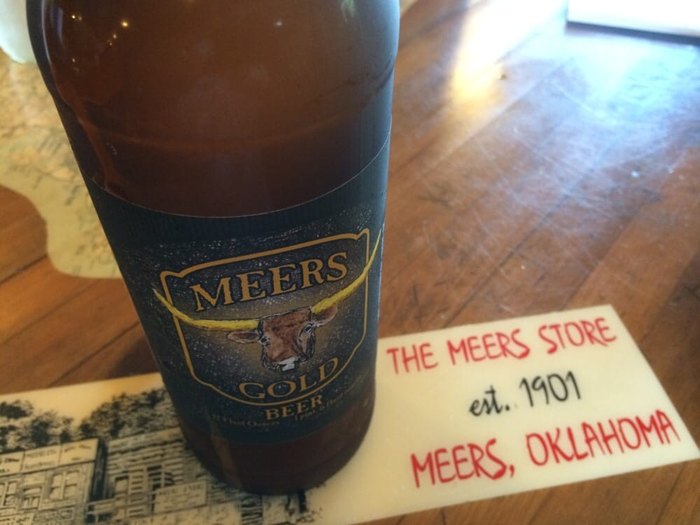 MEERS
GOLD
BEER
THE MEERS STORE
est. 1901
MEERS, OKLAHOMA